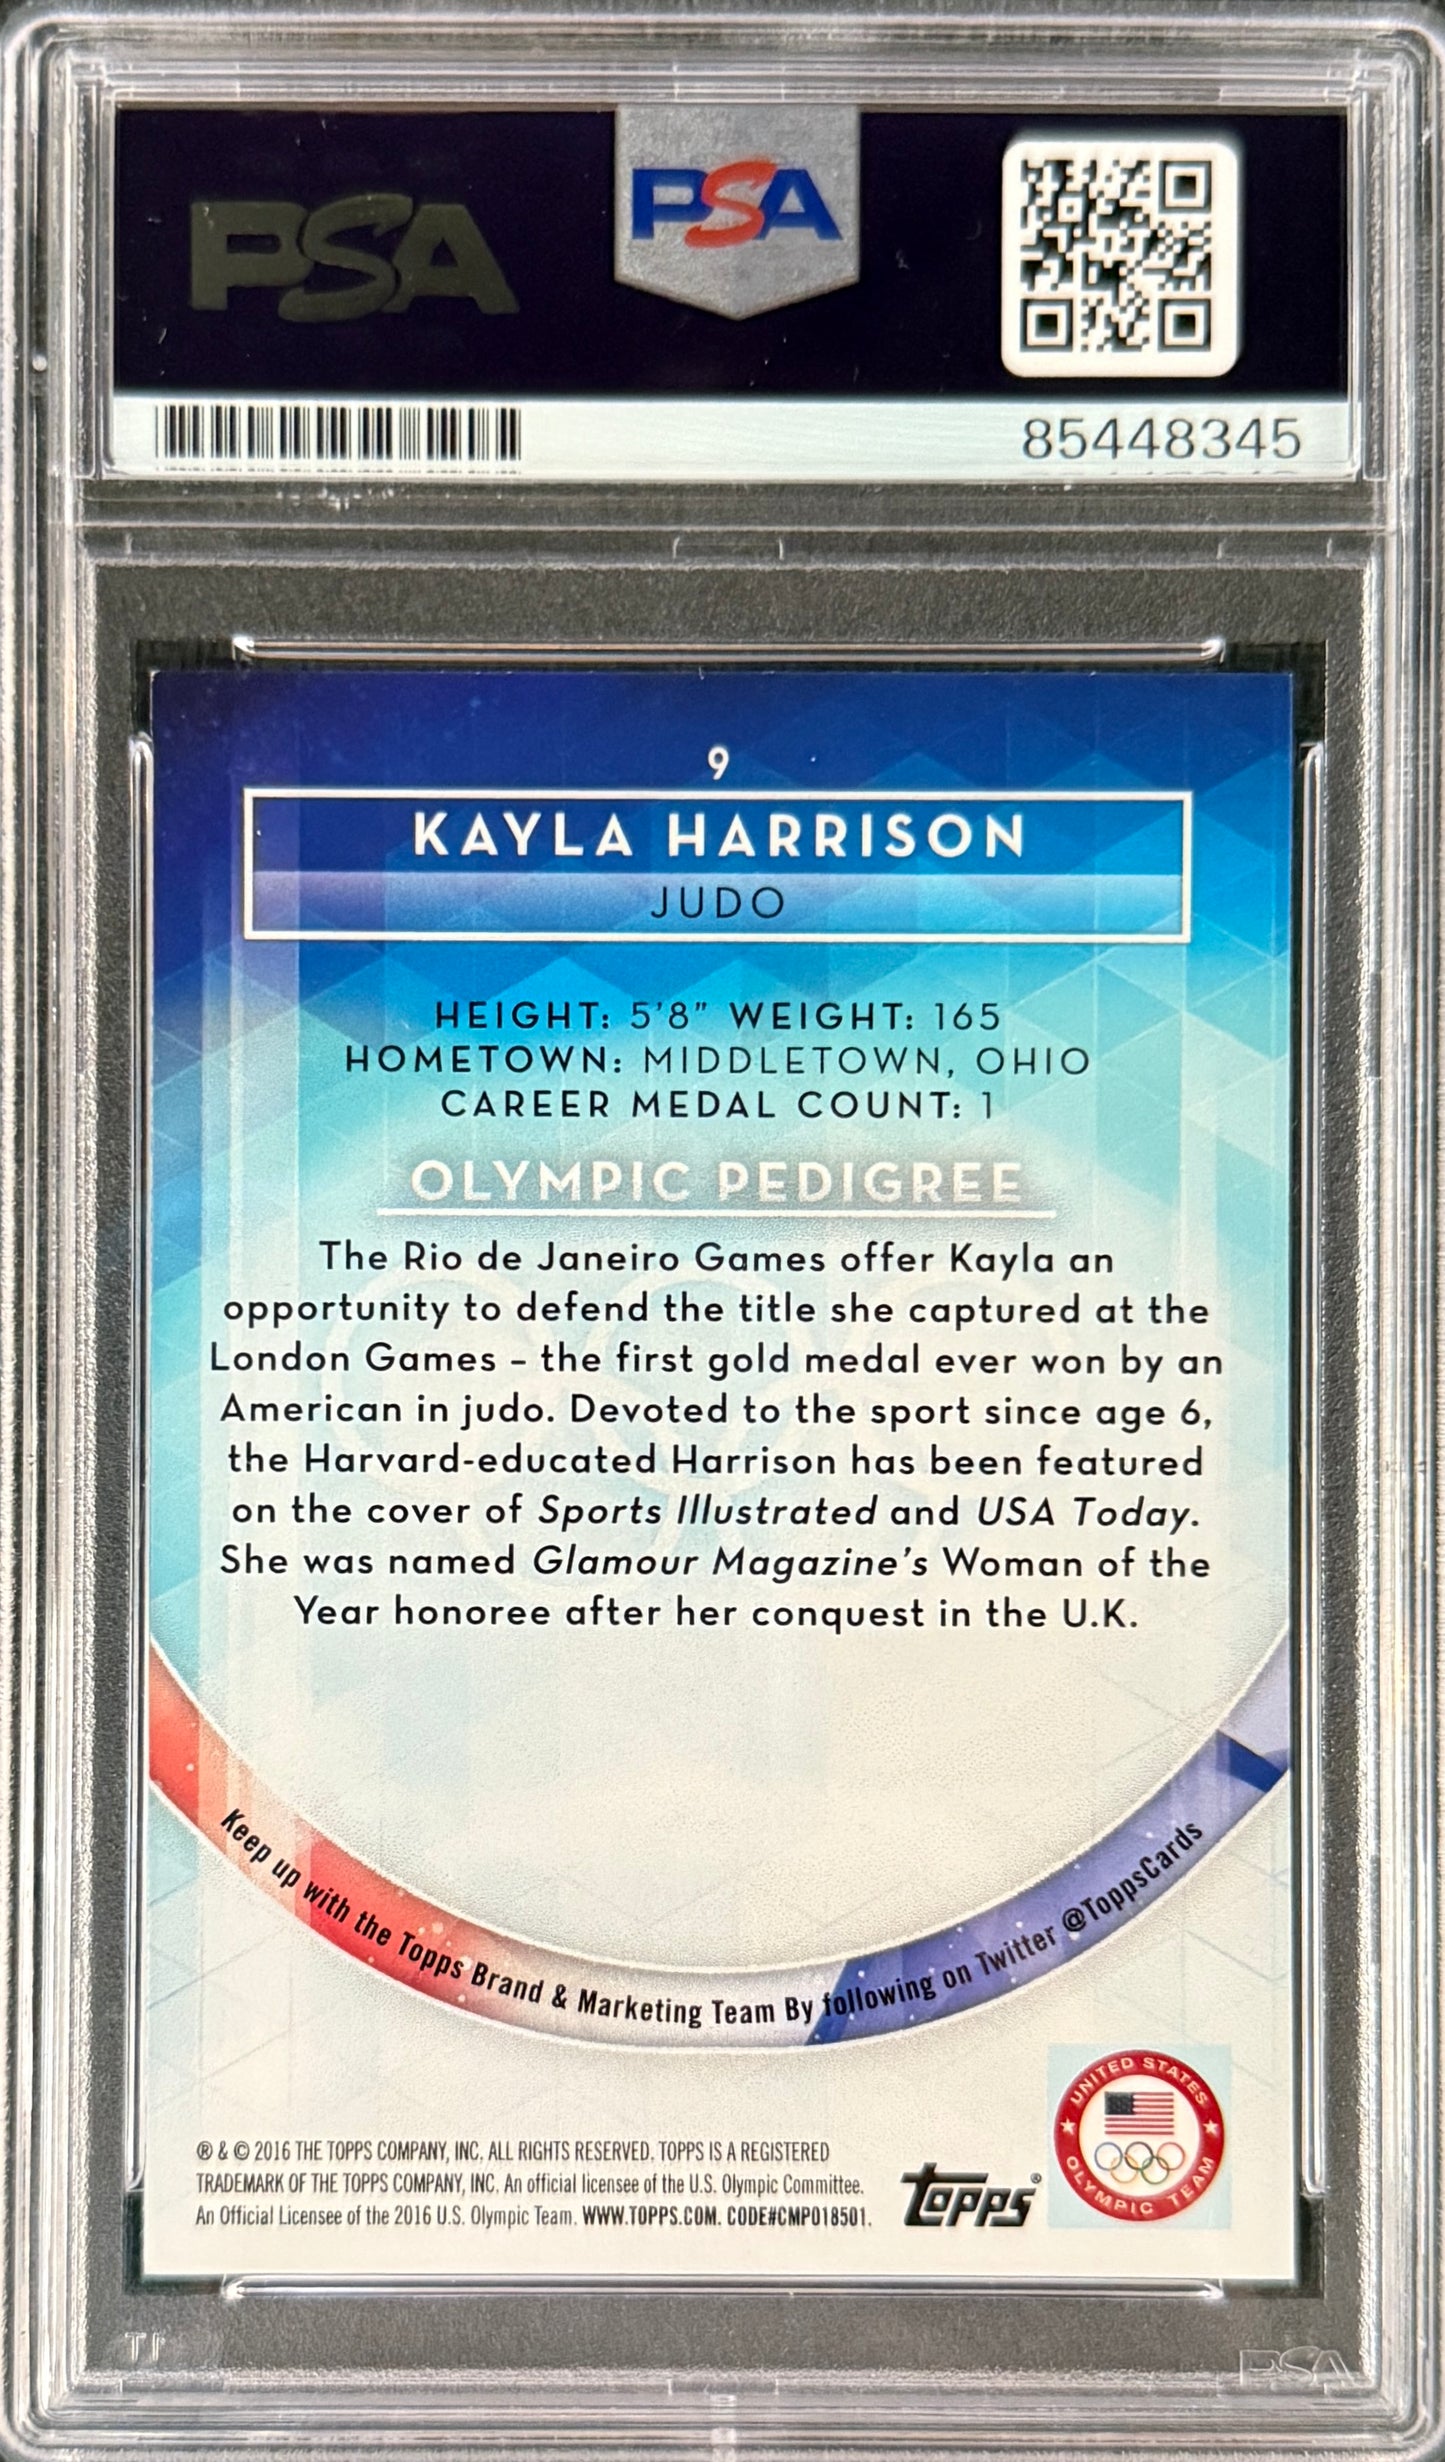 PSA
PSA
85448345
9
KAYLA HARRISON
JUDO
HEIGHT: 5'8" WEIGHT: 165
HOMETOWN: MIDDLETOWN, OHIO
CAREER MEDAL COUNT: 1
OLYMPIC PEDIGREE
The Rio de Janeiro Games offer Kayla an
opportunity to defend the title she captured at the
London Games – the first gold medal ever won by an
American in judo. Devoted to the sport since age 6,
the Harvard-educated Harrison has been featured
on the cover of Sports Illustrated and USA Today.
She was named Glamour Magazine's Woman of the
Year honoree after her conquest in the U.K.
Keep up with the Topps Brand & Marketing Team By following on Twitter @ToppsCards
® & © 2016 THE TOPPS COMPANY, INC. ALL RIGHTS RESERVED. TOPPS IS A REGISTERED
TRADEMARK OF THE TOPPS COMPANY, INC. An official licensee of the U.S. Olympic Committee.
An Official Licensee of the 2016 U.S. Olympic Team. WWW.TOPPS.COM. CODE#CMP018501.
topps®
UNITED STATES
OLYMPIC TEAM
PSA